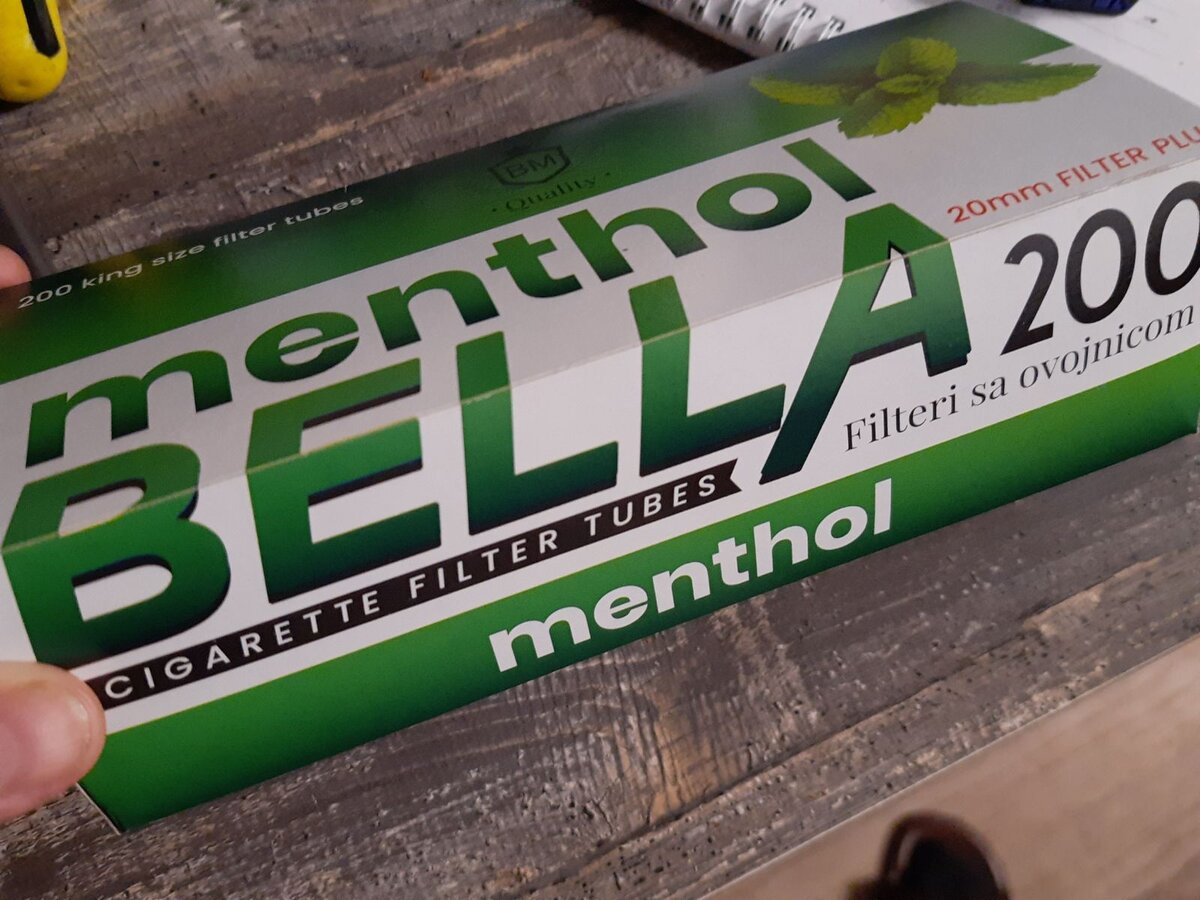 200 king size filter tubes
BM
Quality
menthol
20mm FILTER PLU
BELLA
200
Filteri sa ovojnicom
CIGARETTE FILTER TUBES
menthol